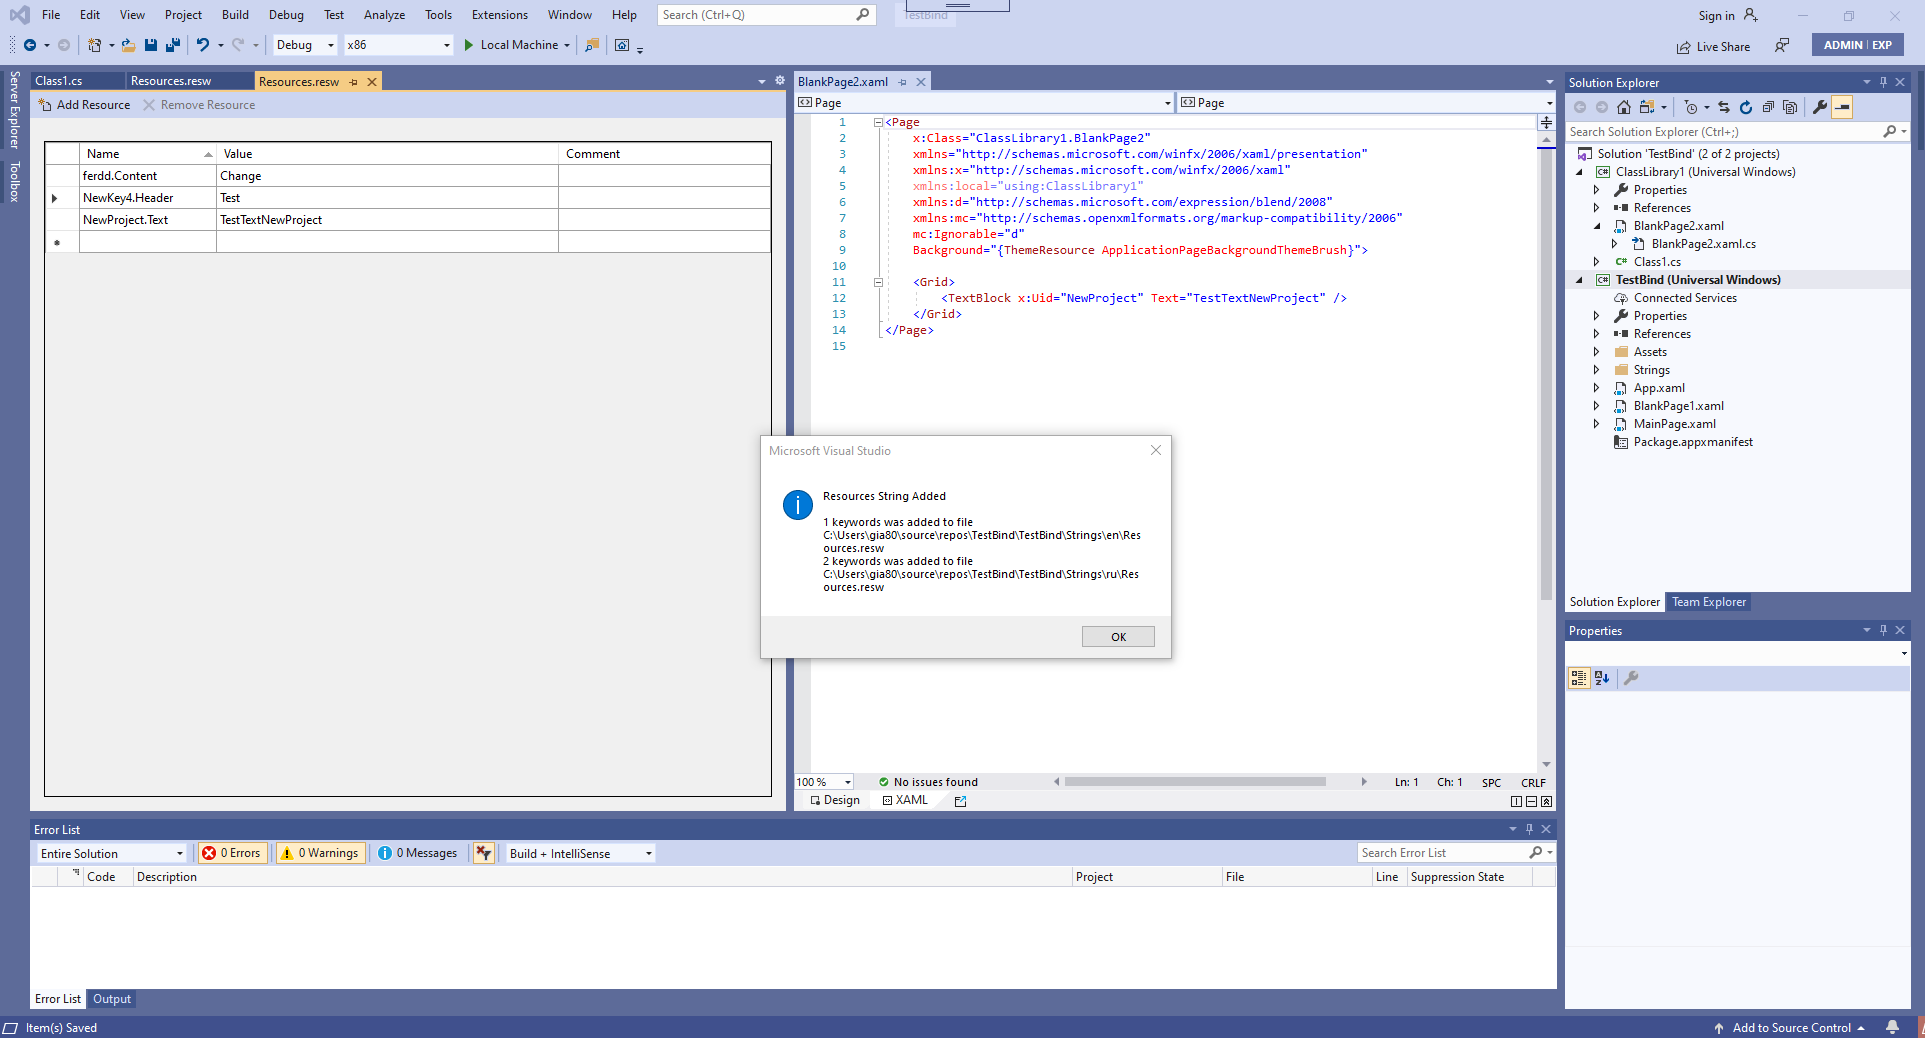 File Edit View Project Build Debug Test Analyze Tools Extensions Window Help Search (Ctrl+Q) TestBind Sign in
Debug x86 Local Machine Live Share ADMIN EXP
Server Explorer
Toolbox
Class1.cs Resources.resw Resources.resw
Add Resource Remove Resource
Name Value Comment
ferdd.Content Change
NewKey4.Header Test
NewProject.Text TestTextNewProject
BlankPage2.xaml
Page Page
1 <Page
2 x:Class="ClassLibrary1.BlankPage2"
3 xmlns="http://schemas.microsoft.com/winfx/2006/xaml/presentation"
4 xmlns:x="http://schemas.microsoft.com/winfx/2006/xaml"
5 xmlns:local="using:ClassLibrary1"
6 xmlns:d="http://schemas.microsoft.com/expression/blend/2008"
7 xmlns:mc="http://schemas.openxmlformats.org/markup-compatibility/2006"
8 mc:Ignorable="d"
9 Background="{ThemeResource ApplicationPageBackgroundThemeBrush}">
10
11 <Grid>
12 <TextBlock x:Uid="NewProject" Text="TestTextNewProject" />
13 </Grid>
14 </Page>
15
100 % No issues found Ln: 1 Ch: 1 SPC CRLF
Design XAML
Microsoft Visual Studio
Resources String Added
1 keywords was added to file
C:\Users\gia80\source\repos\TestBind\TestBind\Strings\en\Res
ources.resw
2 keywords was added to file
C:\Users\gia80\source\repos\TestBind\TestBind\Strings\ru\Res
ources.resw
OK
Solution Explorer
Search Solution Explorer (Ctrl+;)
Solution 'TestBind' (2 of 2 projects)
C# ClassLibrary1 (Universal Windows)
Properties
References
BlankPage2.xaml
BlankPage2.xaml.cs
C# Class1.cs
C# TestBind (Universal Windows)
Connected Services
Properties
References
Assets
Strings
App.xaml
BlankPage1.xaml
MainPage.xaml
Package.appxmanifest
Solution Explorer Team Explorer
Properties
Error List
Entire Solution 0 Errors 0 Warnings 0 Messages Build + IntelliSense Search Error List
Code Description Project File Line Suppression State
Error List Output
Item(s) Saved Add to Source Control